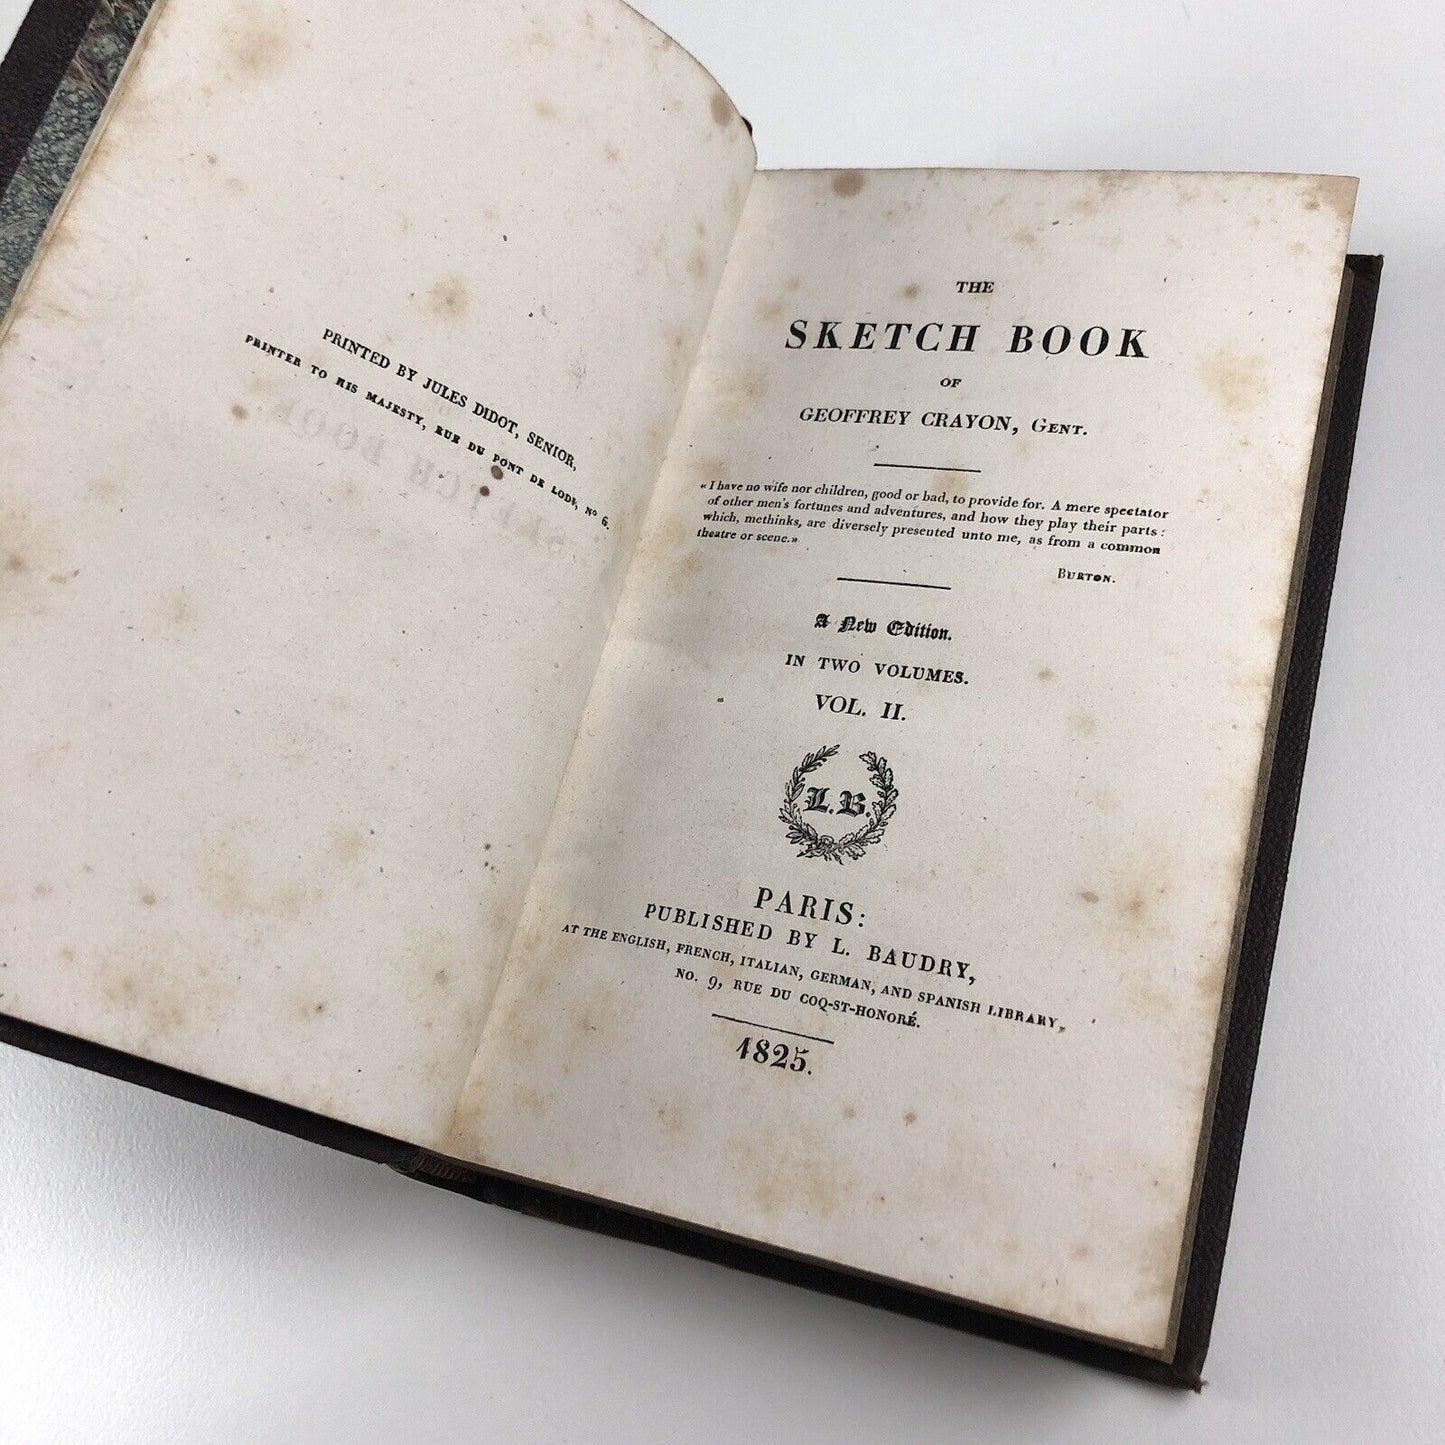 PRINTED BY JULES DIDOT, SENIOR,
PRINTER TO HIS MAJESTY, RUE DU PONT DE LODI, Nº 6.
THE
SKETCH BOOK
OF
GEOFFREY CRAYON, GENT.
« I have no wife nor children, good or bad, to provide for. A mere spectator
of other men's fortunes and adventures, and how they play their parts:
which, methinks, are diversely presented unto me, as from a common
theatre or scene.»
BURTON.
A New Edition.
IN TWO VOLUMES.
VOL. II.
L.B.
PARIS:
PUBLISHED BY L. BAUDRY,
AT THE ENGLISH, FRENCH, ITALIAN, GERMAN, AND SPANISH LIBRARY,
NO. 9, RUE DU COQ-ST-HONORÉ.
1825.